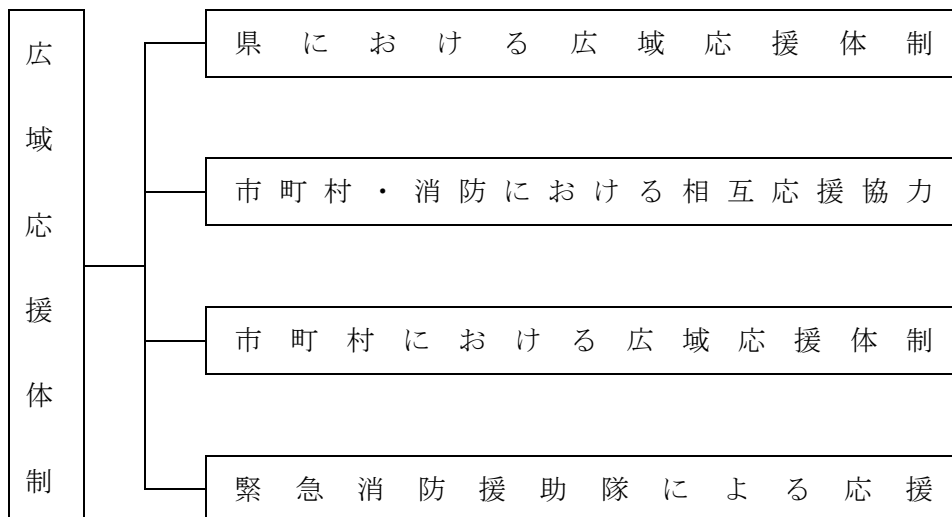 広域応援体制
県における広域応援体制
市町村・消防における相互応援協力
市町村における広域応援体制
緊急消防援助隊による応援